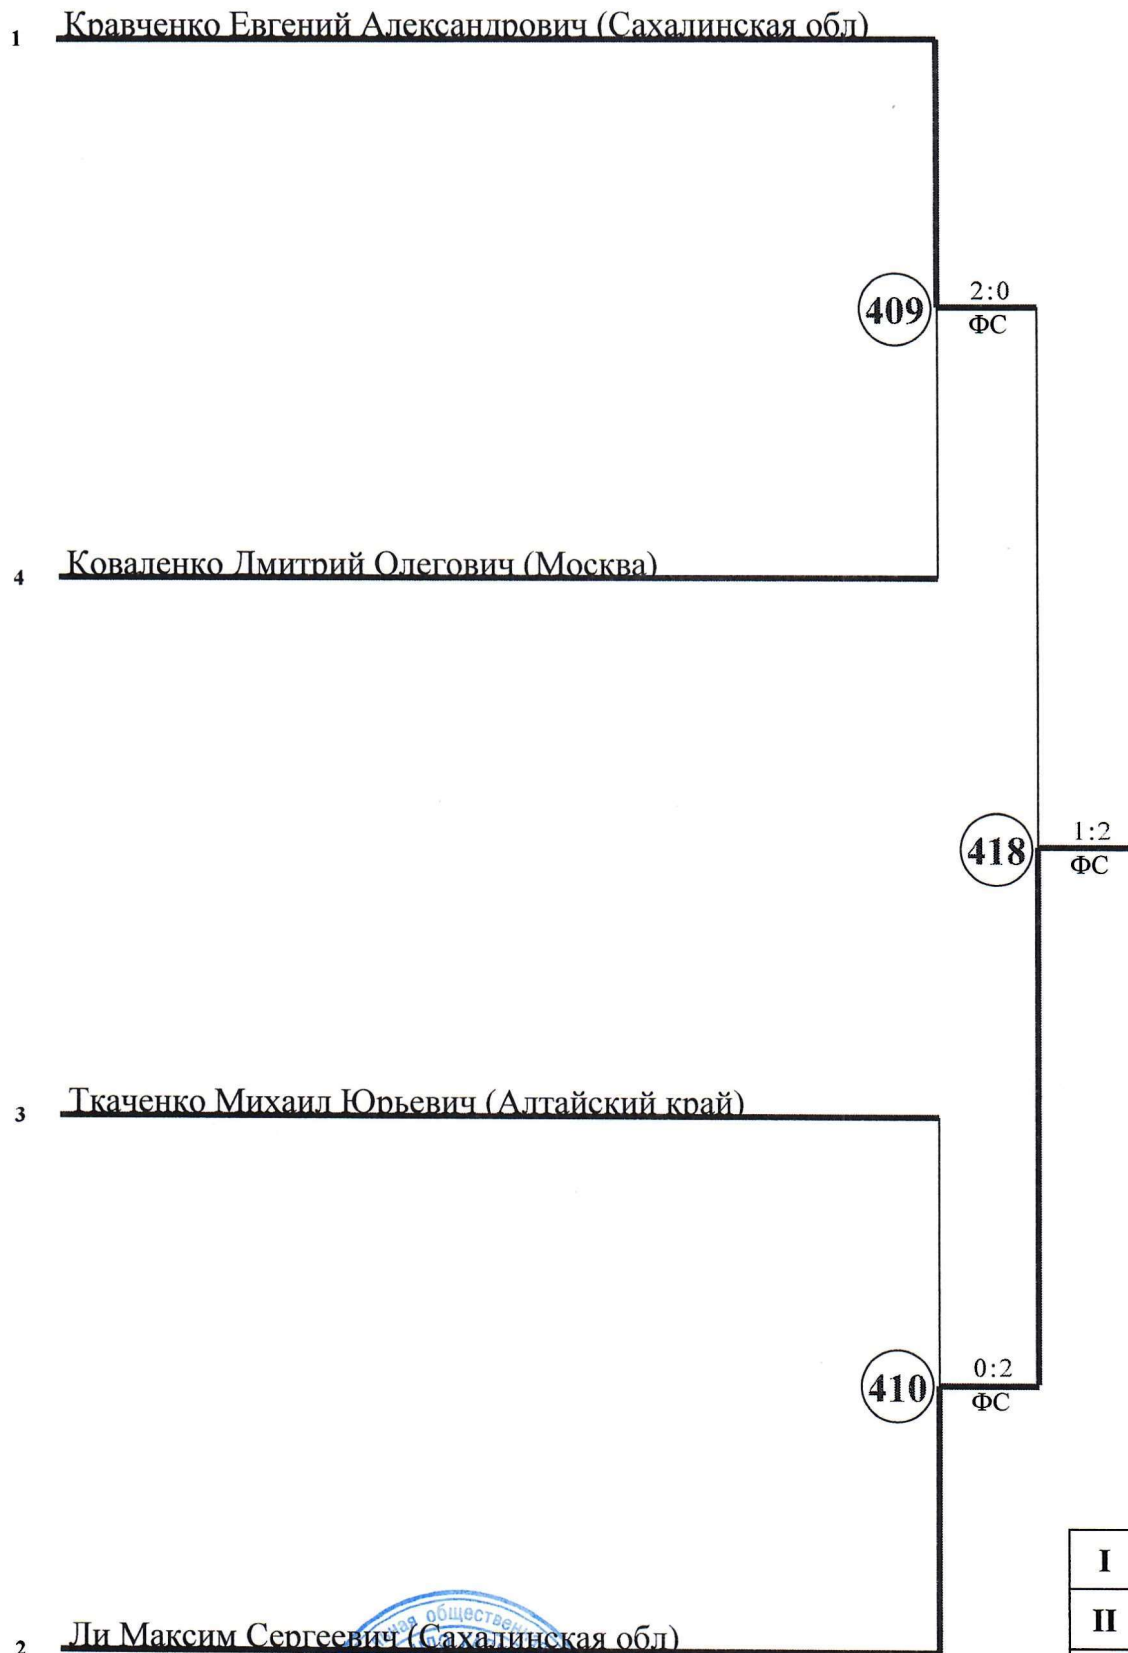 1 Кравченко Евгений Александрович (Сахалинская обл)
2:0
409
ФС
4 Коваленко Дмитрий Олегович (Москва)
1:2
418
ФС
3 Ткаченко Михаил Юрьевич (Алтайский край)
0:2
410
ФС
I
общественн
II
2 Ли Максим Сергеевич (Сахалинская обл)